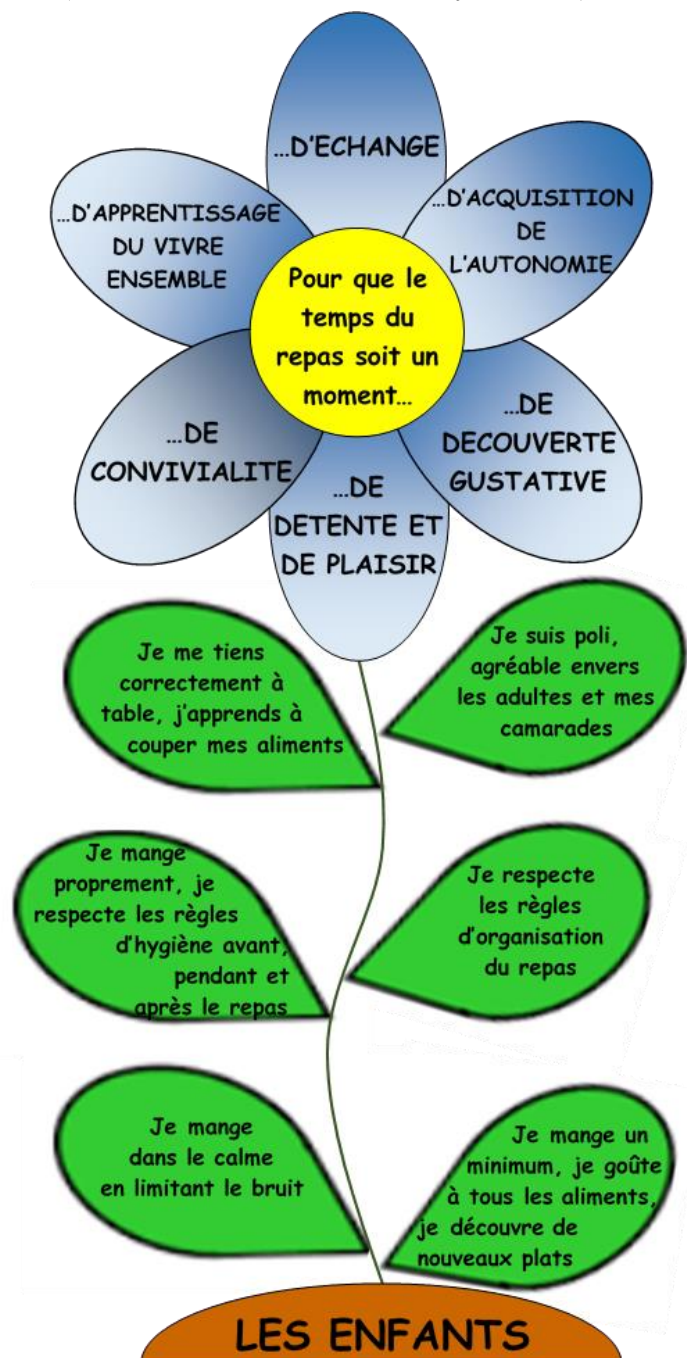 ...D'ECHANGE
...D'APPRENTISSAGE
DU VIVRE
ENSEMBLE
...D'ACQUISITION
DE
L'AUTONOMIE
Pour que le
temps du
repas soit un
moment...
...DE
CONVIVIALITE
...DE
DECOUVERTE
GUSTATIVE
...DE
DETENTE ET
DE PLAISIR
Je me tiens
correctement à
table, j'apprends à
couper mes aliments
Je suis poli,
agréable envers
les adultes et mes
camarades
Je mange
proprement, je
respecte les règles
d'hygiène avant,
pendant et
après le repas
Je respecte
les règles
d'organisation
du repas
Je mange
dans le calme
en limitant le bruit
Je mange un
minimum, je goûte
à tous les aliments,
je découvre de
nouveaux plats
LES ENFANTS